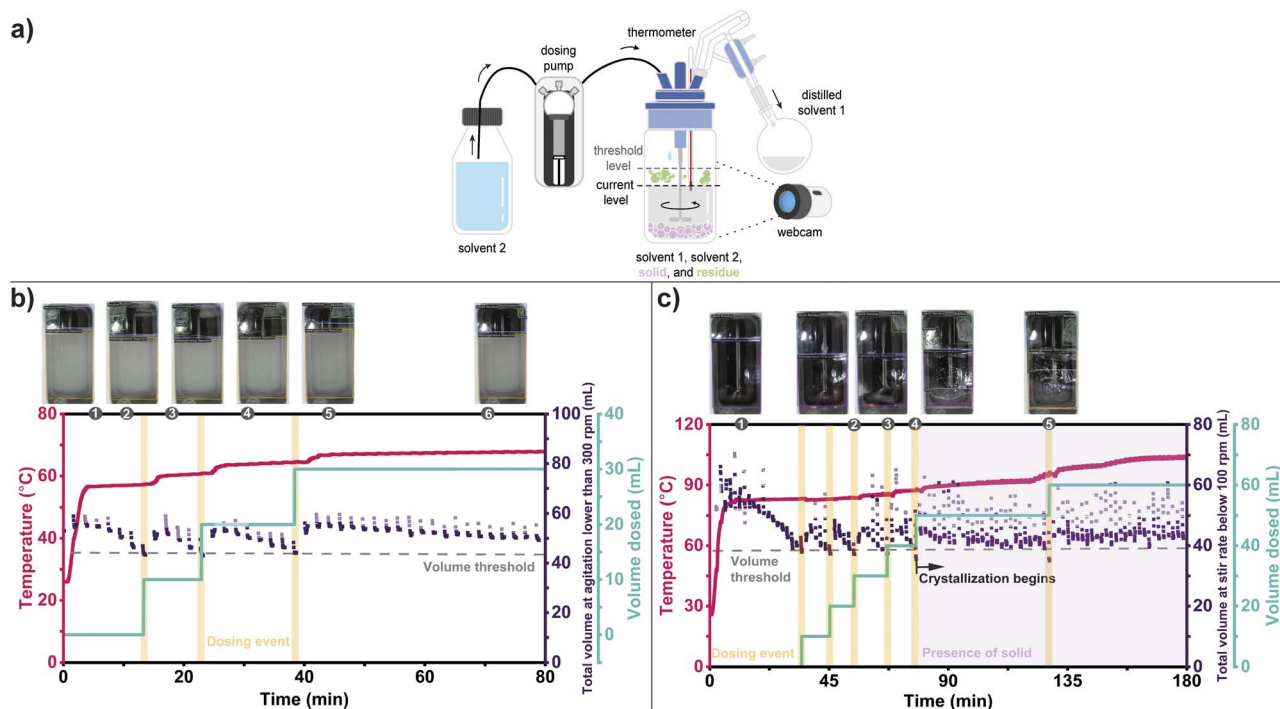 a)
thermometer
dosing
pump
distilled
solvent 1
threshold
level
current
level
solvent 2
webcam
solvent 1, solvent 2,
solid, and residue
b)
1 2 3 4 5 6
80
60
40
20
0
Temperature (°C)
100
80
60
40
20
0
Total volume at agitation lower than 300 rpm (mL)
40
30
20
10
0
Volume dosed (mL)
Volume threshold
Dosing event
0 20 40 60 80
Time (min)
c)
1 2 3 4 5
120
90
60
30
0
Temperature (°C)
80
60
40
20
0
Total volume at stir rate below 100 rpm (mL)
80
70
60
50
40
30
20
10
0
Volume dosed (mL)
Volume
threshold
Crystallization begins
Dosing event
Presence of solid
0 45 90 135 180
Time (min)